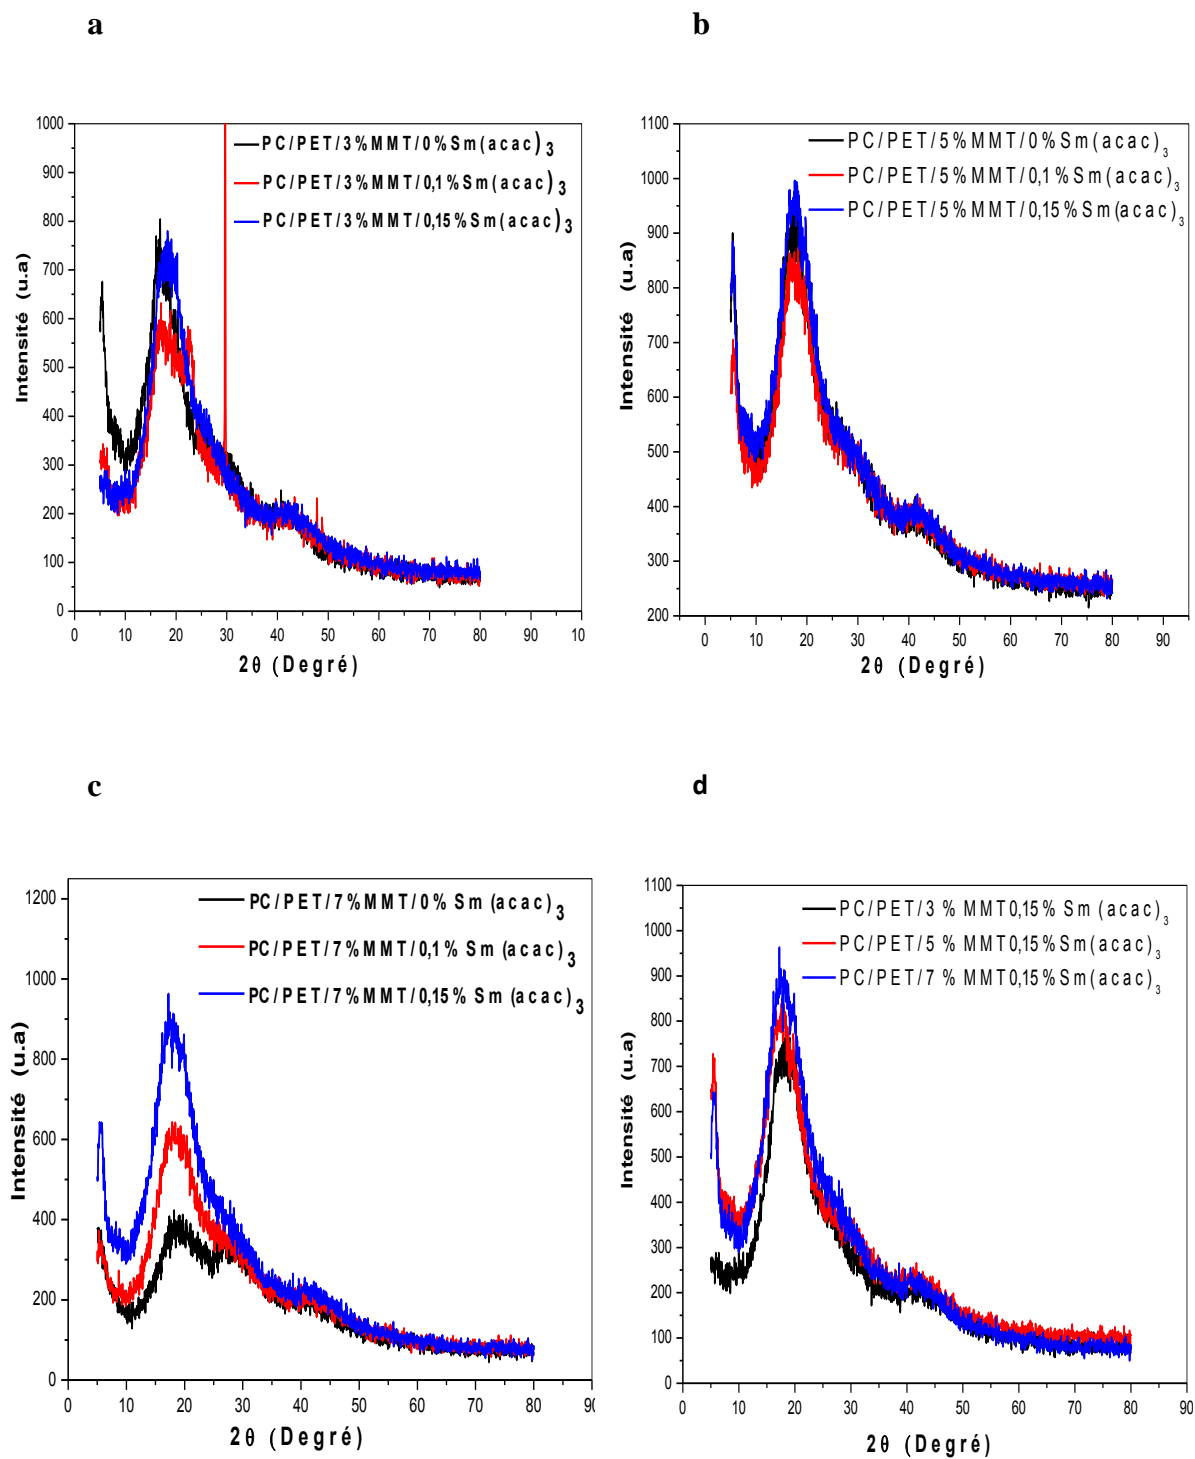 a
b
1000
900
800
700
600
500
400
300
200
100
0
0 10 20 30 40 50 60 70 80 90 10
Intensité (u.a)
2θ (Degré)
PC/PET/3%MMT/0%Sm(acac)3
PC/PET/3%MMT/0,1%Sm(acac)3
PC/PET/3%MMT/0,15%Sm(acac)3
1100
1000
900
800
700
600
500
400
300
200
0 10 20 30 40 50 60 70 80 90
Intensité (u.a)
2θ (Degré)
PC/PET/5%MMT/0%Sm(acac)3
PC/PET/5%MMT/0,1%Sm(acac)3
PC/PET/5%MMT/0,15%Sm(acac)3
c
d
1200
1000
800
600
400
200
0
0 10 20 30 40 50 60 70 80 90
Intensité (u.a)
2θ (Degré)
PC/PET/7%MMT/0% Sm (acac)3
PC/PET/7%MMT/0,1% Sm (acac)3
PC/PET/7%MMT/0,15% Sm (acac)3
1100
1000
900
800
700
600
500
400
300
200
100
0
0 10 20 30 40 50 60 70 80 90
Intensité (u.a)
2θ (Degré)
PC/PET/3 % MMT0,15% Sm (acac)3
PC/PET/5 % MMT0,15%Sm(acac)3
PC/PET/7 % MMT0,15%Sm(acac)3